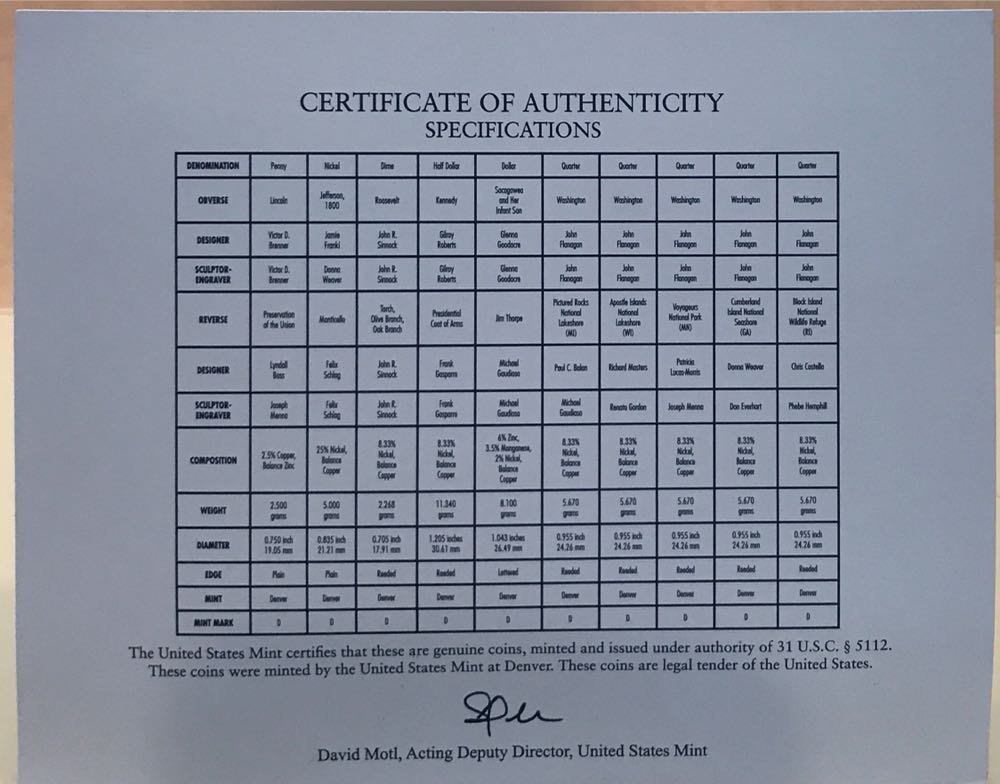 CERTIFICATE OF AUTHENTICITY
SPECIFICATIONS
DENOMINATION Penny Nickel Dime Half Dollar Dollar Quarter Quarter Quarter Quarter Quarter
OBVERSE Lincoln Jefferson, 1800 Roosevelt Kennedy Sacagawea and Her Infant Son Washington Washington Washington Washington Washington
DESIGNER Victor D. Brenner Jamie Franki John R. Sinnock Gilroy Roberts Glenna Goodacre John Flanagan John Flanagan John Flanagan John Flanagan John Flanagan
SCULPTOR-ENGRAVER Victor D. Brenner Donna Weaver John R. Sinnock Gilroy Roberts Glenna Goodacre John Flanagan John Flanagan John Flanagan John Flanagan John Flanagan
REVERSE Preservation of the Union Monticello Torch, Olive Branch, Oak Branch Presidential Coat of Arms Jim Thorpe Pictured Rocks National Lakeshore (MI) Apostle Islands National Lakeshore (WI) Voyageurs National Park (MN) Cumberland Island National Seashore (GA) Block Island National Wildlife Refuge (RI)
DESIGNER Lyndall Bass Felix Schlag John R. Sinnock Frank Gasparro Michael Gaudioso Paul C. Balan Richard Masters Patricia Lucas-Morris Donna Weaver Chris Costello
SCULPTOR-ENGRAVER Joseph Menna Felix Schlag John R. Sinnock Frank Gasparro Michael Gaudioso Michael Gaudioso Renata Gordon Joseph Menna Don Everhart Phebe Hemphill
COMPOSITION 2.5% Copper, Balance Zinc 25% Nickel, Balance Copper 8.33% Nickel, Balance Copper 8.33% Nickel, Balance Copper 6% Zinc, 3.5% Manganese, 2% Nickel, Balance Copper 8.33% Nickel, Balance Copper 8.33% Nickel, Balance Copper 8.33% Nickel, Balance Copper 8.33% Nickel, Balance Copper 8.33% Nickel, Balance Copper
WEIGHT 2.500 grams 5.000 grams 2.268 grams 11.340 grams 8.100 grams 5.670 grams 5.670 grams 5.670 grams 5.670 grams 5.670 grams
DIAMETER 0.750 inch 19.05 mm 0.835 inch 21.21 mm 0.705 inch 17.91 mm 1.205 inches 30.61 mm 1.043 inches 26.49 mm 0.955 inch 24.26 mm 0.955 inch 24.26 mm 0.955 inch 24.26 mm 0.955 inch 24.26 mm 0.955 inch 24.26 mm
EDGE Plain Plain Reeded Reeded Lettered Reeded Reeded Reeded Reeded Reeded
MINT Denver Denver Denver Denver Denver Denver Denver Denver Denver Denver
MINT MARK D D D D D D D D D D
The United States Mint certifies that these are genuine coins, minted and issued under authority of 31 U.S.C. § 5112.
These coins were minted by the United States Mint at Denver. These coins are legal tender of the United States.
David Motl, Acting Deputy Director, United States Mint